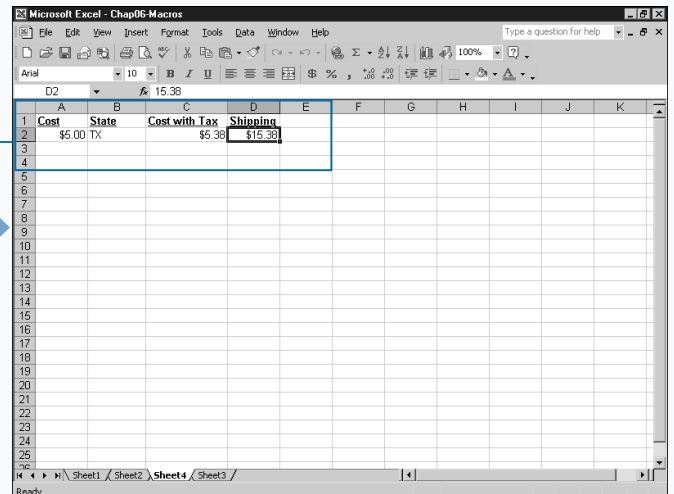 Microsoft Excel - Chap06-Macros
File Edit View Insert Format Tools Data Window Help Type a question for help
100%
Arial 10 B I U $ % ,
D2 fx 15.38
A B C D E F G H I J K
1 Cost State Cost with Tax Shipping
2 $5.00 TX $5.38 $15.38
3
4
5
6
7
8
9
10
11
12
13
14
15
16
17
18
19
20
21
22
23
24
25
26
Sheet1 Sheet2 Sheet4 Sheet3
Ready